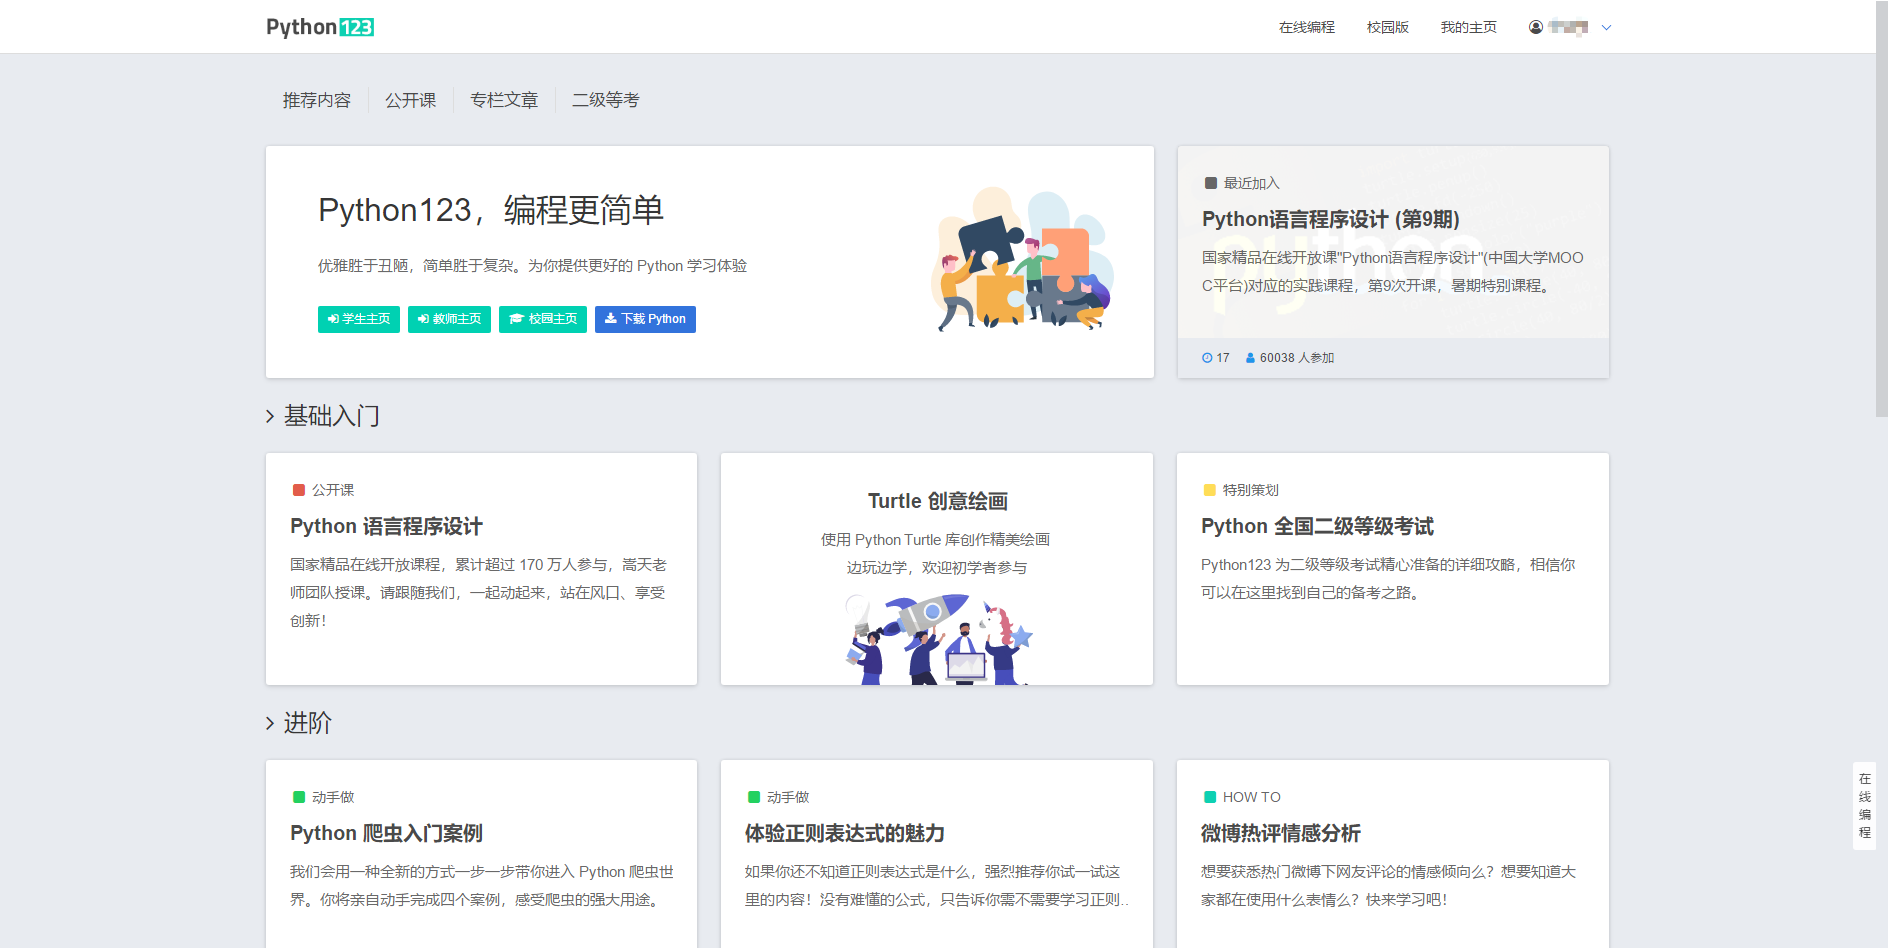 Python123
在线编程
校园版
我的主页
推荐内容
公开课
专栏文章
二级等考
Python123，编程更简单
优雅胜于丑陋，简单胜于复杂。为你提供更好的 Python 学习体验
学生主页
教师主页
校园主页
下载 Python
最近加入
Python语言程序设计 (第9期)
国家精品在线开放课"Python语言程序设计"(中国大学MOO
C平台)对应的实践课程，第9次开课，暑期特别课程。
python
17
60038 人参加
基础入门
公开课
Python 语言程序设计
国家精品在线开放课程，累计超过 170 万人参与，嵩天老
师团队授课。请跟随我们，一起动起来，站在风口、享受
创新！
Turtle 创意绘画
使用 Python Turtle 库创作精美绘画
边玩边学，欢迎初学者参与
特别策划
Python 全国二级等级考试
Python123 为二级等级考试精心准备的详细攻略，相信你
可以在这里找到自己的备考之路。
进阶
动手做
Python 爬虫入门案例
我们会用一种全新的方式一步一步带你进入 Python 爬虫世
界。你将亲自动手完成四个案例，感受爬虫的强大用途。
动手做
体验正则表达式的魅力
如果你还不知道正则表达式是什么，强烈推荐你试一试这
里的内容！没有难懂的公式，只告诉你需不需要学习正则..
HOW TO
微博热评情感分析
想要获悉热门微博下网友评论的情感倾向么？想要知道大
家都在使用什么表情么？快来学习吧！
在线编程